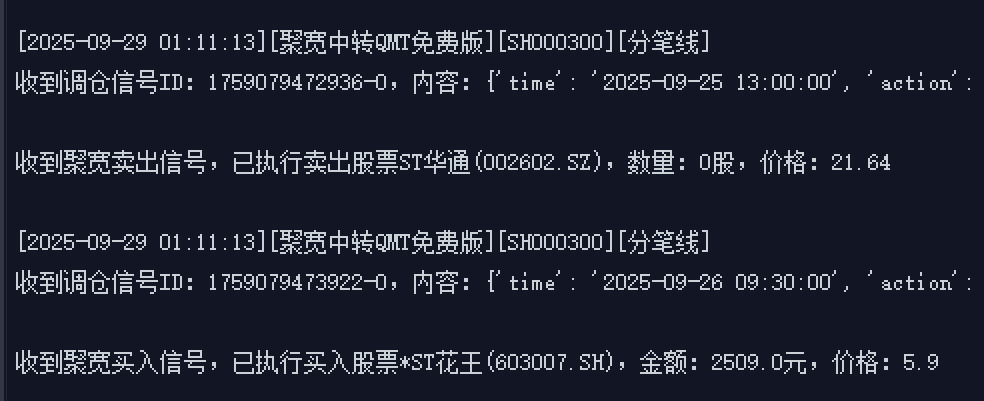 [2025-09-29 01:11:13][聚宽中转QMT免费版][SH000300][分笔线]
收到调仓信号ID：1759079472936-0，内容：{'time': '2025-09-25 13:00:00', 'action':
收到聚宽卖出信号，已执行卖出股票ST华通(002602.SZ)，数量：0股，价格：21.64
[2025-09-29 01:11:13][聚宽中转QMT免费版][SH000300][分笔线]
收到调仓信号ID：1759079473922-0，内容：{'time': '2025-09-26 09:30:00', 'action':
收到聚宽买入信号，已执行买入股票*ST花王(603007.SH)，金额：2509.0元，价格：5.9